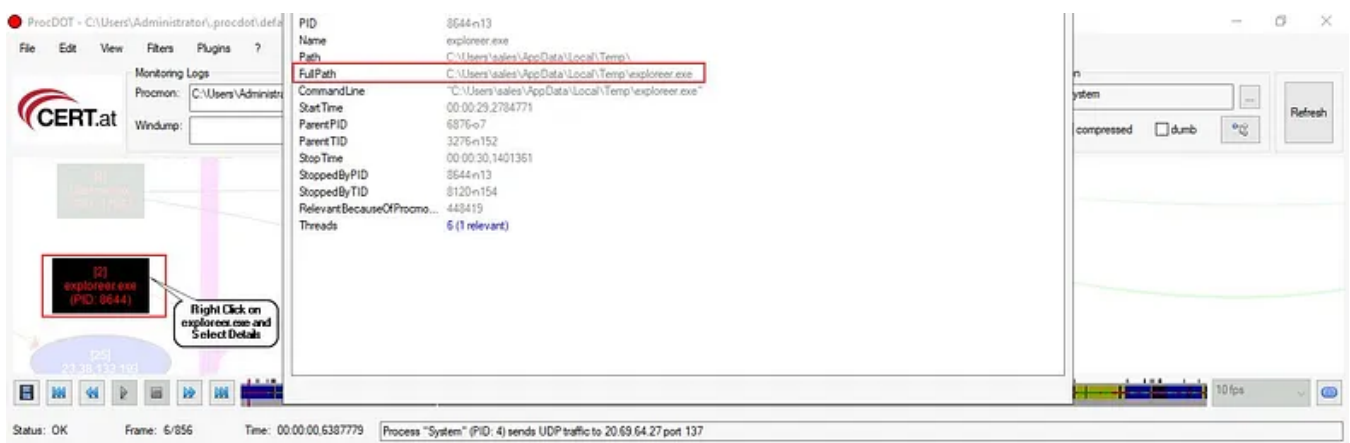 ProcDOT - C:\Users\Administrator\.procdot\defa
File Edit View Filters Plugins ?
Monitoring Logs
Procmon: C:\Users\Administra
Windump:
CERT.at
PID 8644-n13
Name exploreer.exe
Path C:\Users\sales\AppData\Local\Temp\
FullPath C:\Users\sales\AppData\Local\Temp\exploreer.exe
CommandLine "C:\Users\sales\AppData\Local\Temp\exploreer.exe"
StartTime 00:00:29,2784771
ParentPID 6876-o7
ParentTID 3276-n152
StopTime 00:00:30,1401361
StoppedByPID 8644-n13
StoppedByTID 8120-n154
RelevantBecauseOfProcmo... 448419
Threads 6 (1 relevant)
n
ystem ...
compressed dumb
Refresh
[2]
exploreer.exe
(PID: 8644)
Right Click on
exploreer.exe and
Select Details
[25]
23.38.133.193
10 fps
Status: OK Frame: 6/856 Time: 00:00:00,6387779 Process "System" (PID: 4) sends UDP traffic to 20.69.64.27 port 137